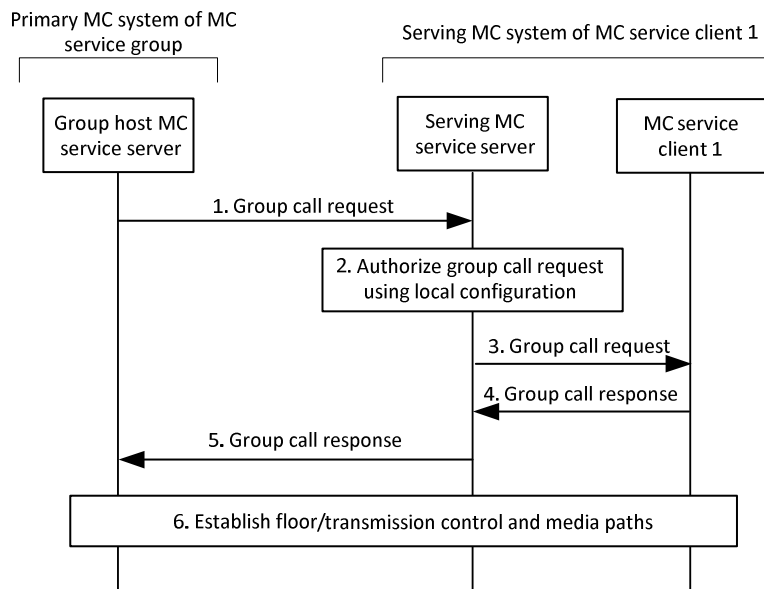 Primary MC system of MC
service group
Serving MC system of MC service client 1
Group host MC
service server
Serving MC
service server
MC service
client 1
1. Group call request
2. Authorize group call request
using local configuration
3. Group call request
4. Group call response
5. Group call response
6. Establish floor/transmission control and media paths